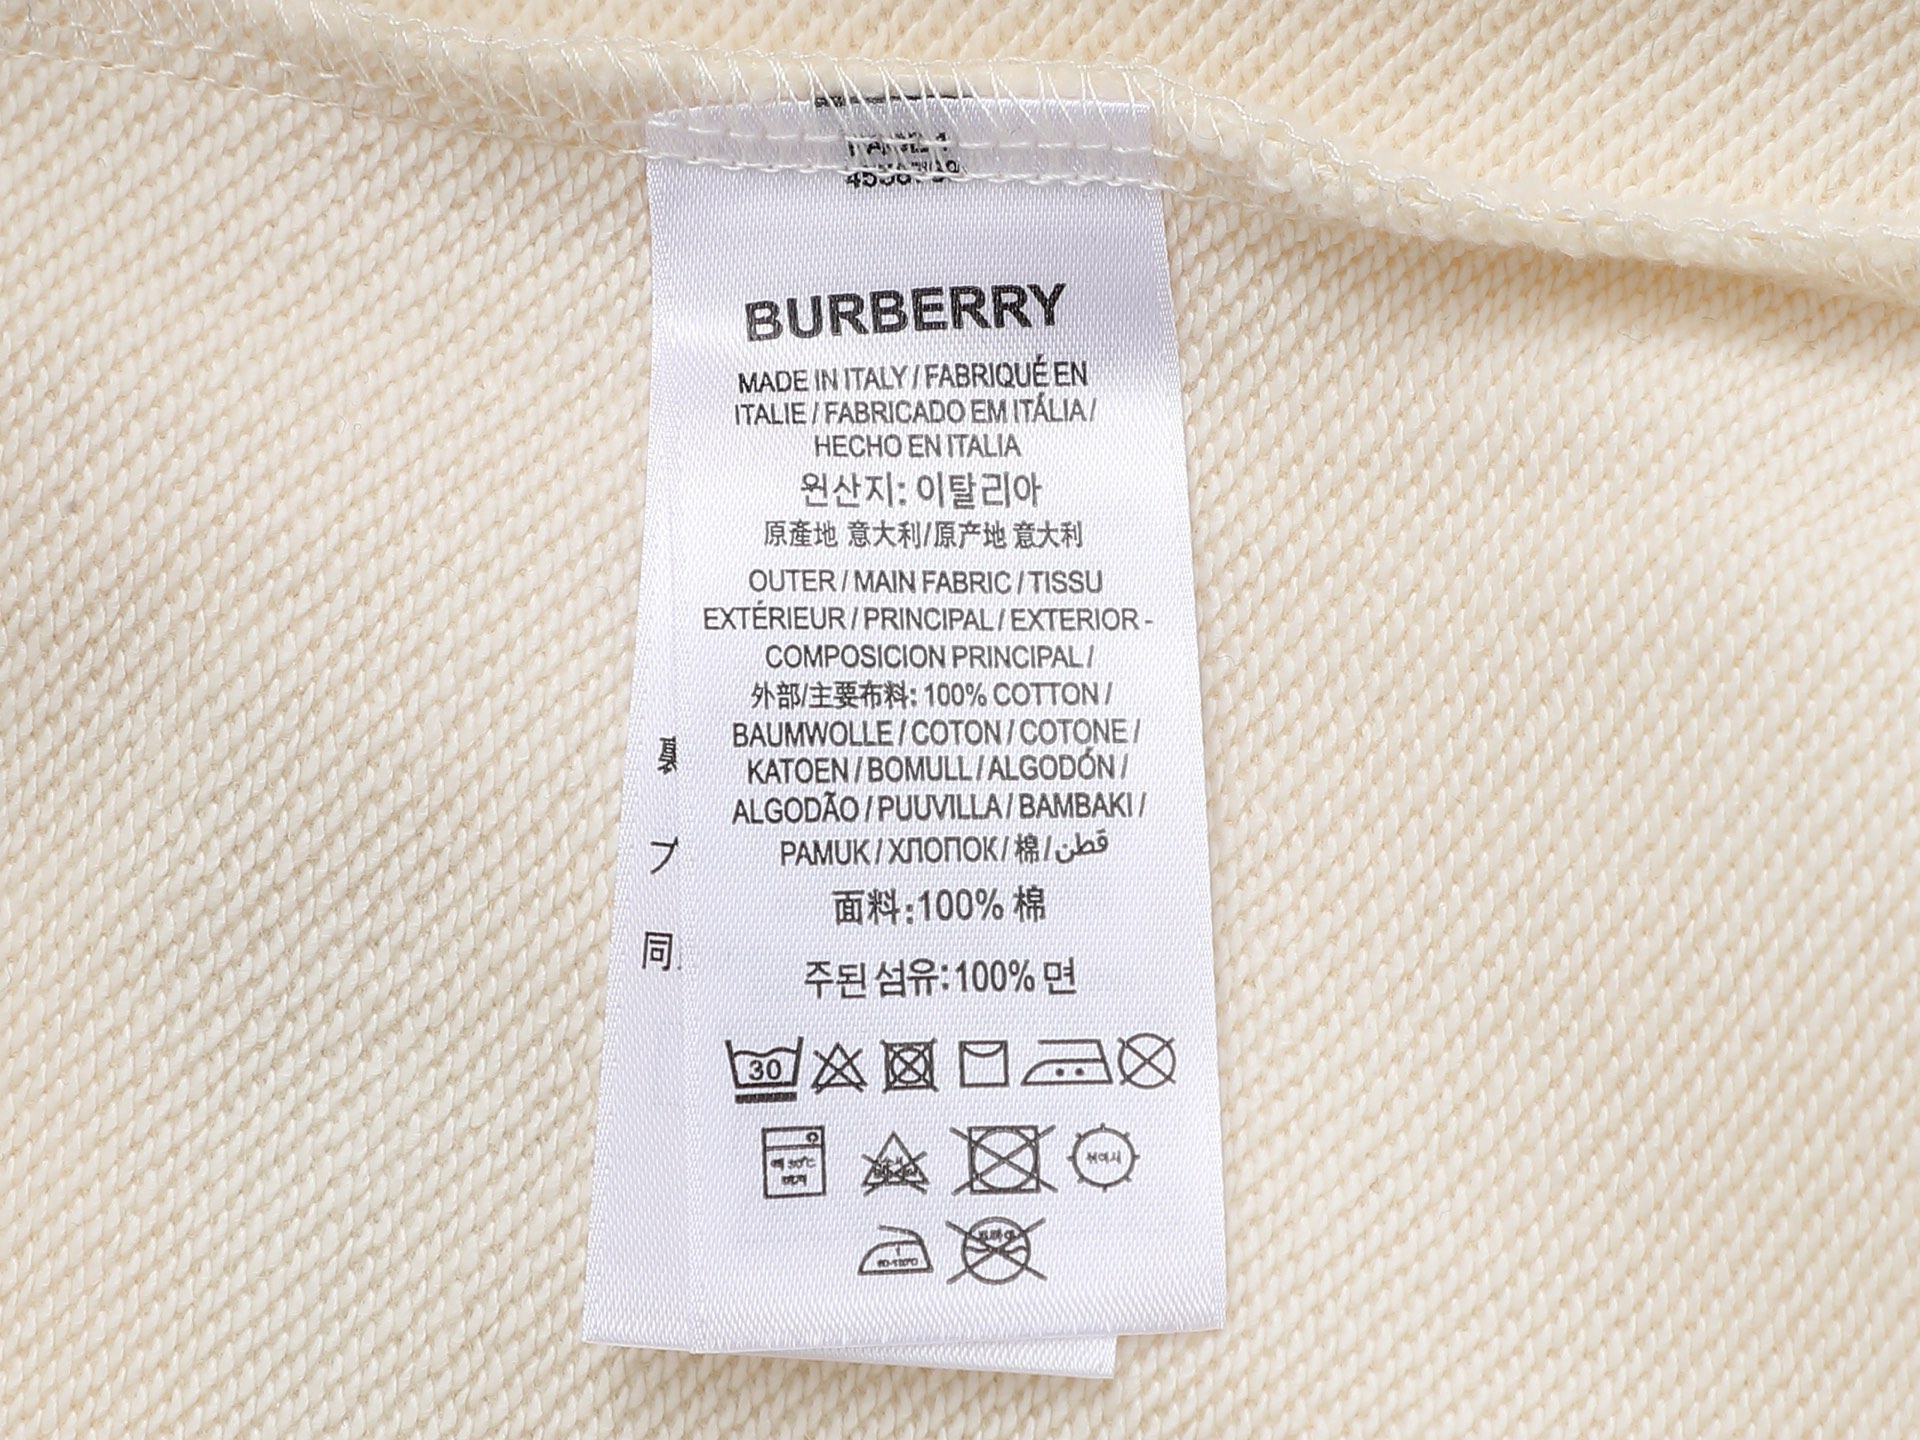 BURBERRY
MADE IN ITALY / FABRIQUÉ EN
ITALIE / FABRICADO EM ITÁLIA /
HECHO EN ITALIA
원산지: 이탈리아
原產地 意大利/原产地 意大利
OUTER / MAIN FABRIC / TISSU
EXTÉRIEUR / PRINCIPAL / EXTERIOR -
COMPOSICION PRINCIPAL /
外部/主要布料: 100% COTTON /
BAUMWOLLE / COTON / COTONE /
KATOEN / BOMULL / ALGODÓN /
ALGODÃO / PUUVILLA / BAMBAKI /
PAMUK / ХЛОПОК / 棉 / قطن
面料:100% 棉
주된 섬유:100% 면
30
裏
プ
同